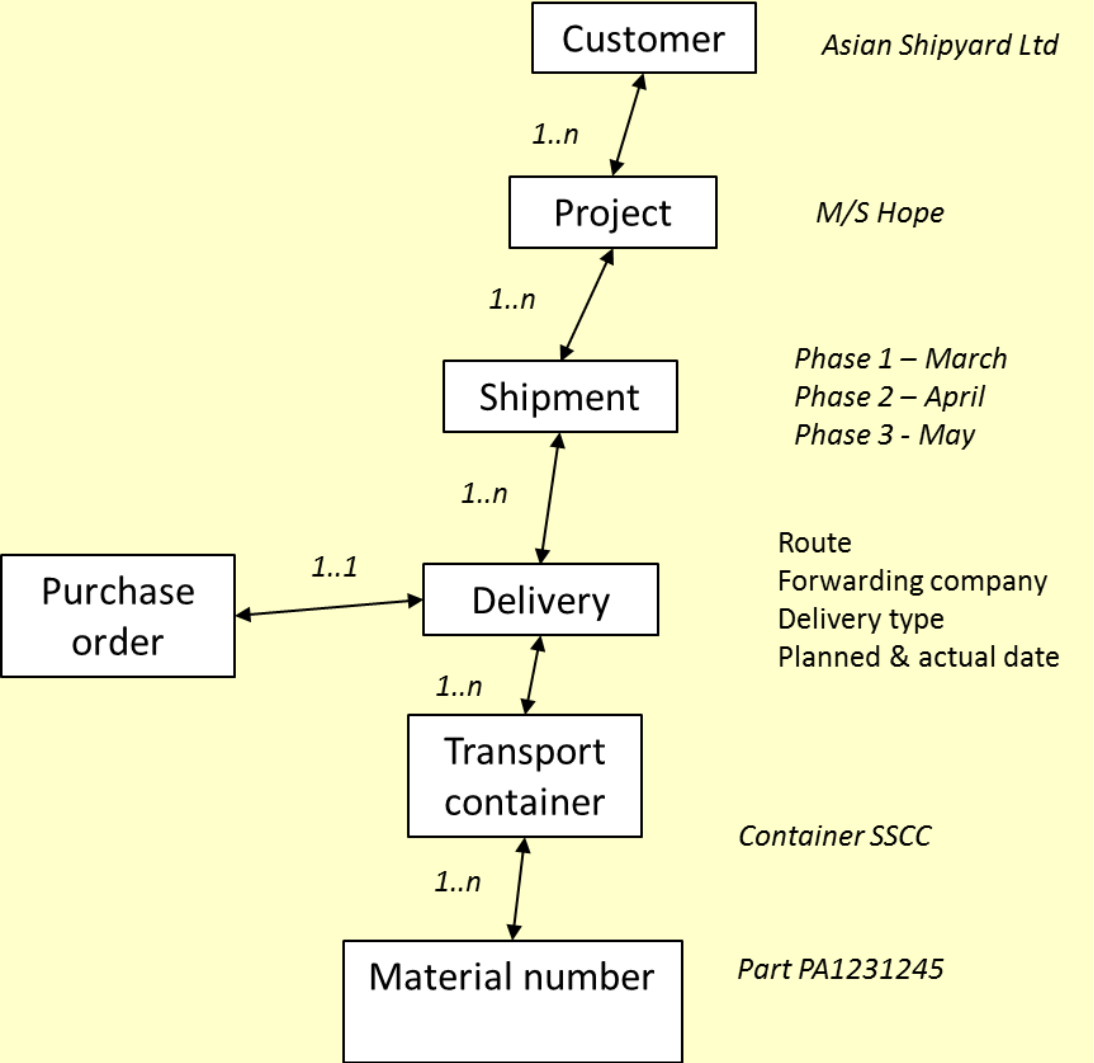 Customer
Asian Shipyard Ltd
1..n
Project
M/S Hope
1..n
Shipment
Phase 1 – March
Phase 2 – April
Phase 3 - May
1..n
Purchase
order
1..1
Delivery
Route
Forwarding company
Delivery type
Planned & actual date
1..n
Transport
container
Container SSCC
1..n
Material number
Part PA1231245